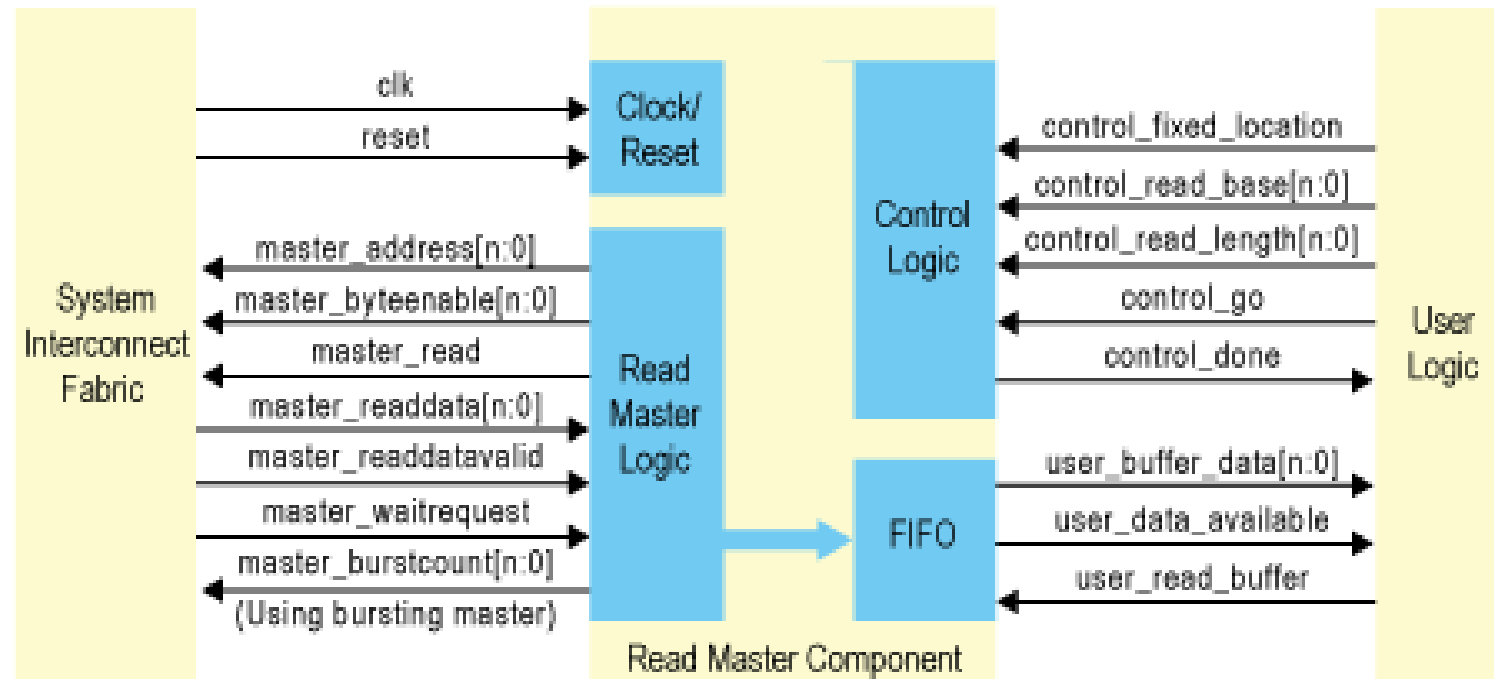 System
Interconnect
Fabric
clk
reset
master_address[n:0]
master_byteenable[n:0]
master_read
master_readdata[n:0]
master_readdatavalid
master_waitrequest
master_burstcount[n:0]
(Using bursting master)
Clock/
Reset
Read
Master
Logic
Control
Logic
FIFO
Read Master Component
control_fixed_location
control_read_base[n:0]
control_read_length[n:0]
control_go
control_done
user_buffer_data[n:0]
user_data_available
user_read_buffer
User
Logic